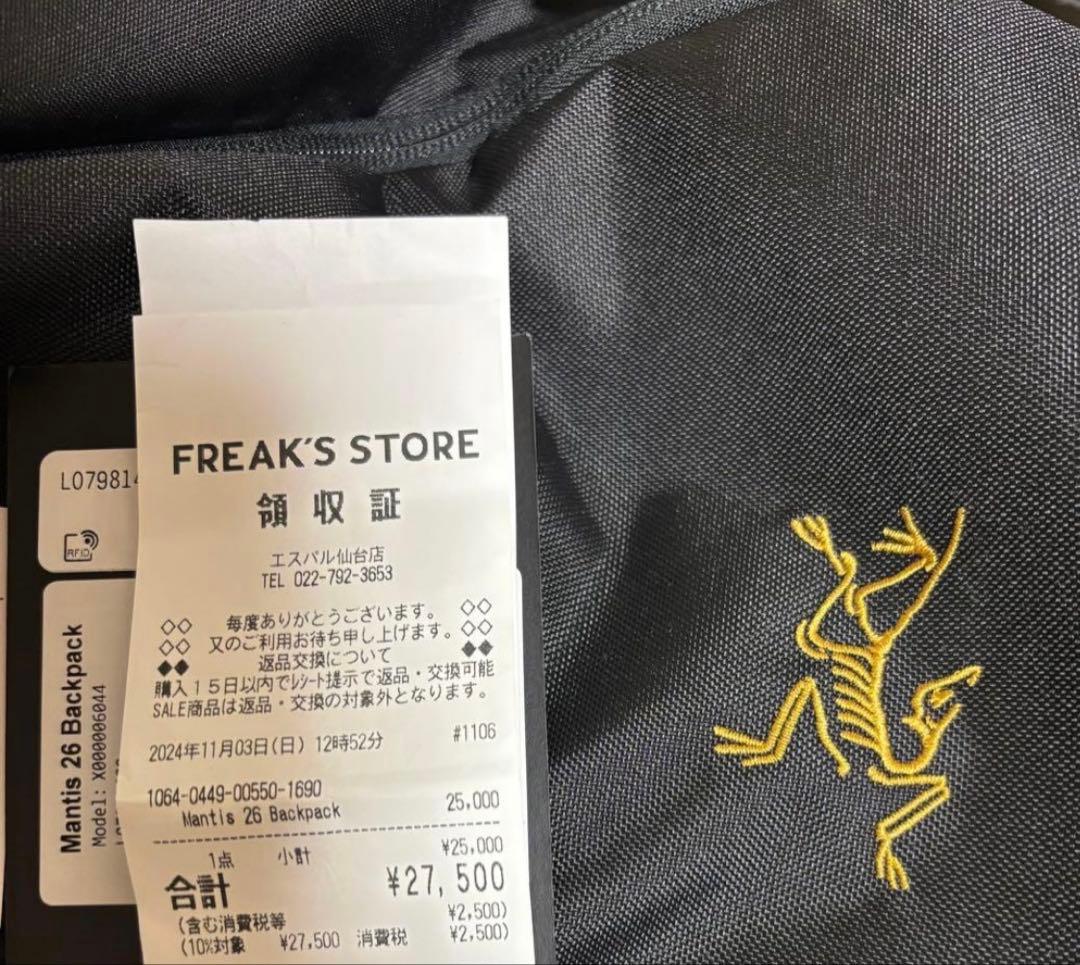 L07981
RFID
Mantis 26 Backpack
Model: X000006044
FREAK'S STORE
領収証
エスパル仙台店
TEL 022-792-3653
◇◇ 毎度ありがとうございます。 ◇◇
◇◇ 又のご利用お待ち申し上げます。 ◇◇
◆◆ 返品交換について ◆◆
購入15日以内でレシート提示で返品・交換可能
SALE商品は返品・交換の対象外となります。
2024年11月03日(日) 12時52分 #1106
1064-0449-00550-1690
Mantis 26 Backpack 25,000
1点 小計 ¥25,000
合計 ¥27,500
(含む消費税等 ¥2,500)
(10%対象 ¥27,500 消費税 ¥2,500)